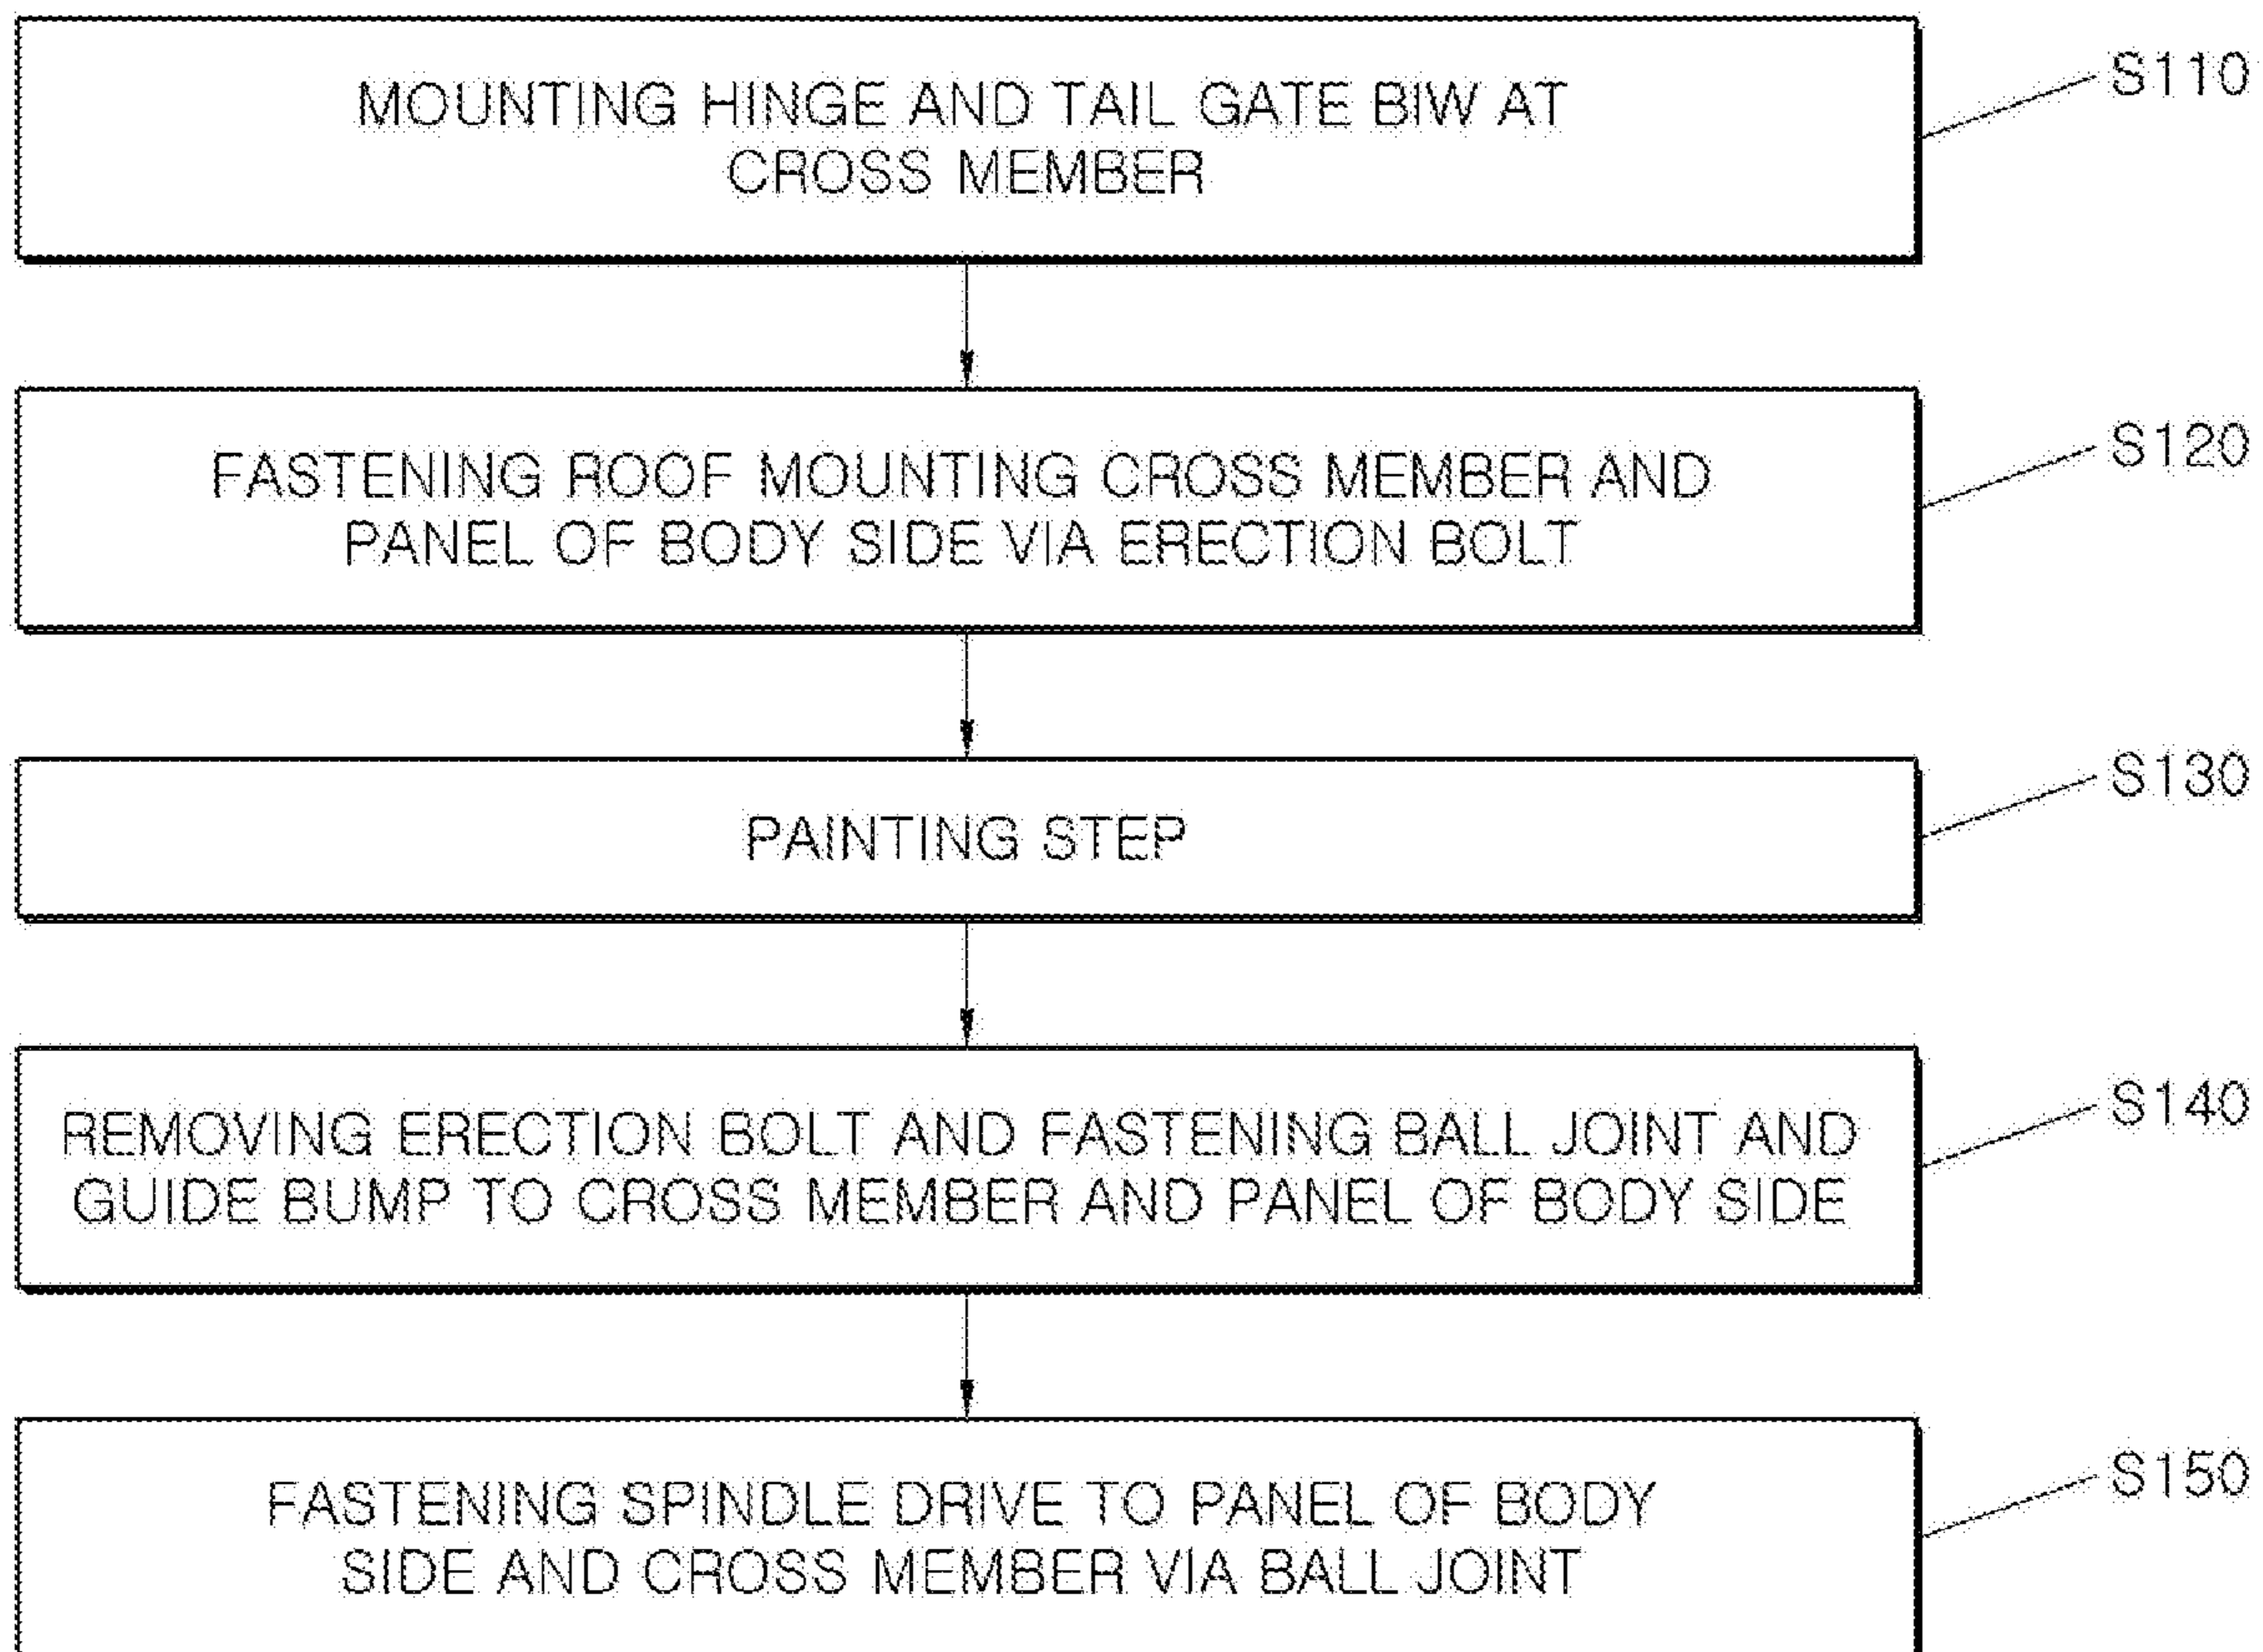 MOUNTING HINGE AND TAIL GATE BIW AT
CROSS MEMBER
S110
FASTENING ROOF MOUNTING CROSS MEMBER AND
PANEL OF BODY SIDE VIA ERECTION BOLT
S120
PAINTING STEP
S130
REMOVING ERECTION BOLT AND FASTENING BALL JOINT AND
GUIDE BUMP TO CROSS MEMBER AND PANEL OF BODY SIDE
S140
FASTENING SPINDLE DRIVE TO PANEL OF BODY
SIDE AND CROSS MEMBER VIA BALL JOINT
S150